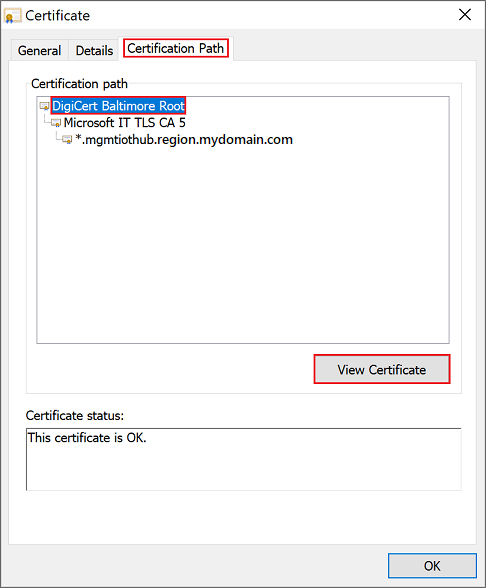 Certificate
General
Details
Certification Path
Certification path
DigiCert Baltimore Root
Microsoft IT TLS CA 5
*.mgmtiothub.region.mydomain.com
View Certificate
Certificate status:
This certificate is OK.
OK